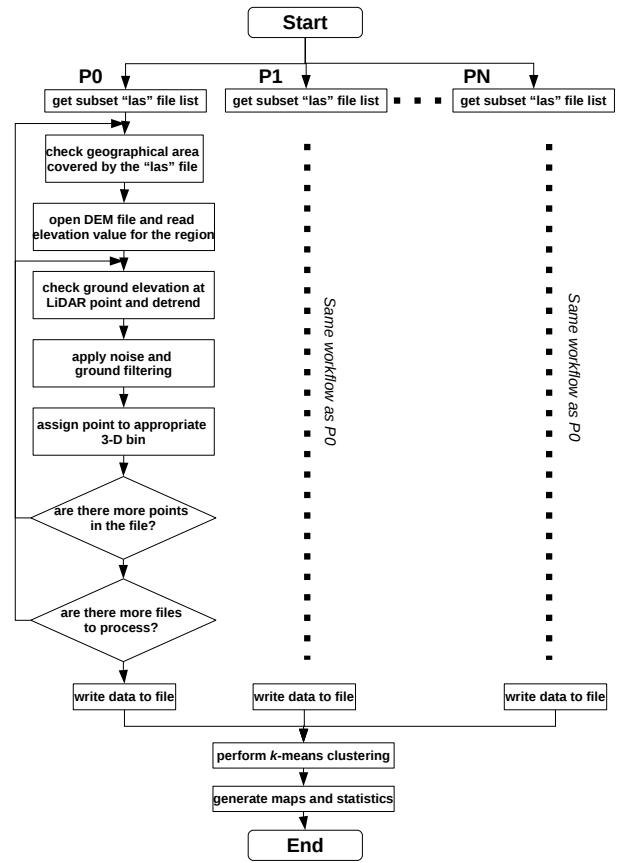 Start
P0
P1
PN
get subset “las” file list
get subset “las” file list
get subset “las” file list
check geographical area
covered by the “las” file
open DEM file and read
elevation value for the region
check ground elevation at
LiDAR point and detrend
apply noise and
ground filtering
assign point to appropriate
3-D bin
are there more points
in the file?
are there more files
to process?
Same workflow as P0
Same workflow as P0
write data to file
write data to file
write data to file
perform k-means clustering
generate maps and statistics
End